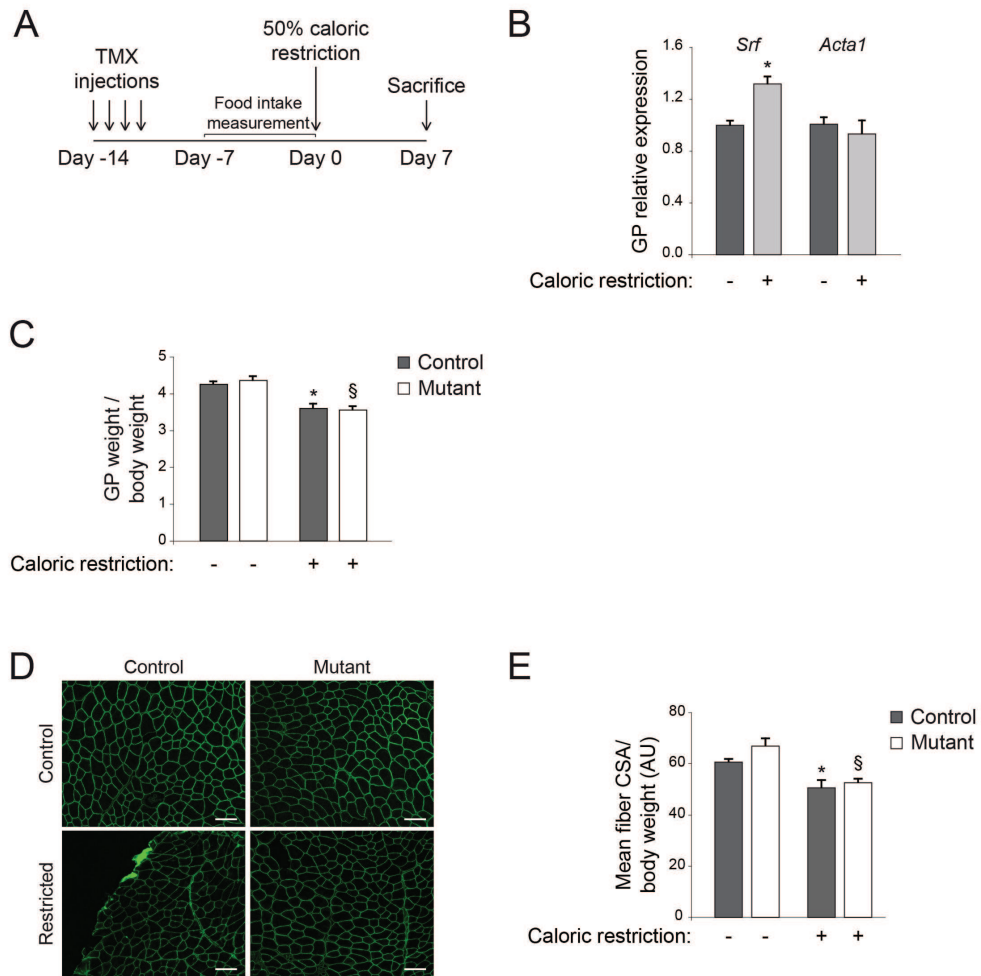 A
TMX
injections
50% caloric
restriction
Food intake
measurement
Sacrifice
Day -14
Day -7
Day 0
Day 7
B
Srf
Acta1
GP relative expression
1.6
1.2
0.8
0.4
0.0
*
Caloric restriction:
-
+
-
+
C
GP weight /
body weight
5
4
3
2
1
0
*
§
Control
Mutant
Caloric restriction:
-
-
+
+
D
Control
Mutant
Control
Restricted
E
Mean fiber CSA/
body weight (AU)
80
60
40
60
20
0
*
§
Control
Mutant
Caloric restriction:
-
-
+
+